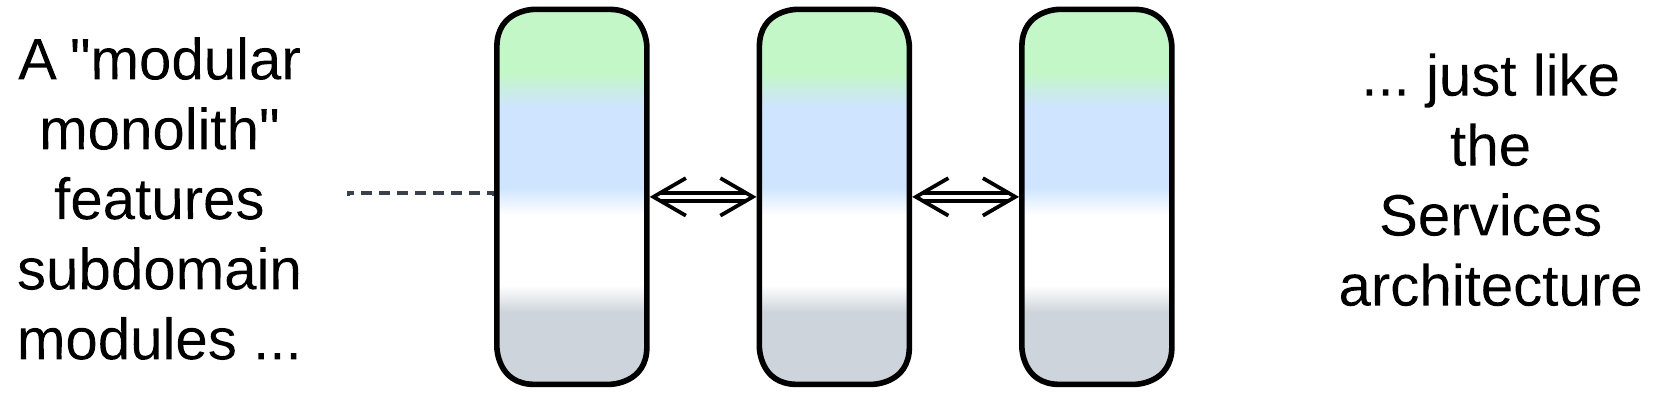 A "modular
monolith"
features
subdomain
modules ...
... just like
the
Services
architecture